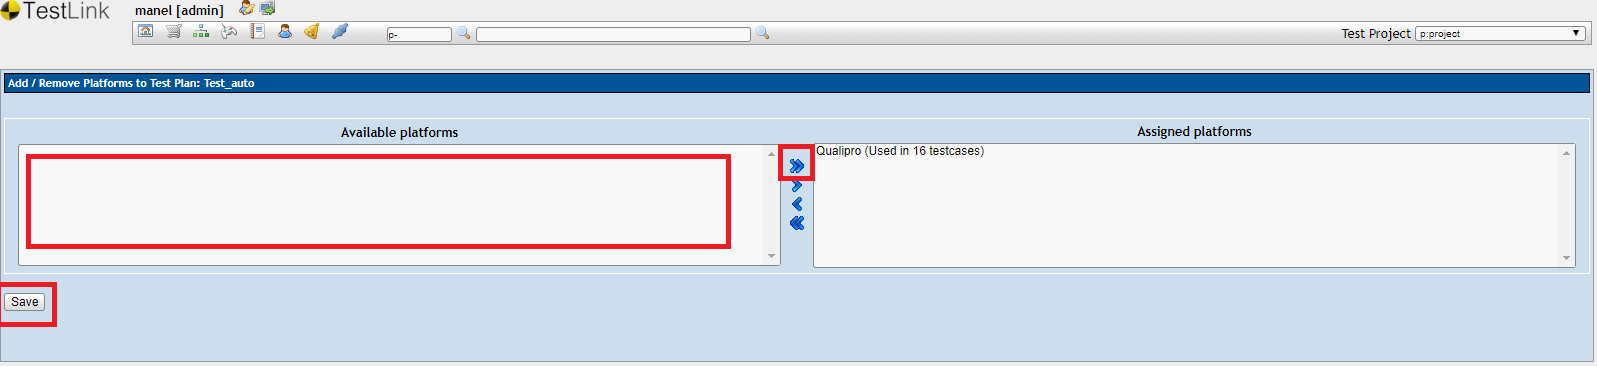 TestLink
manel [admin]
p-
Test Project
p:project
Add / Remove Platforms to Test Plan: Test_auto
Available platforms
Assigned platforms
Qualipro (Used in 16 testcases)
Save